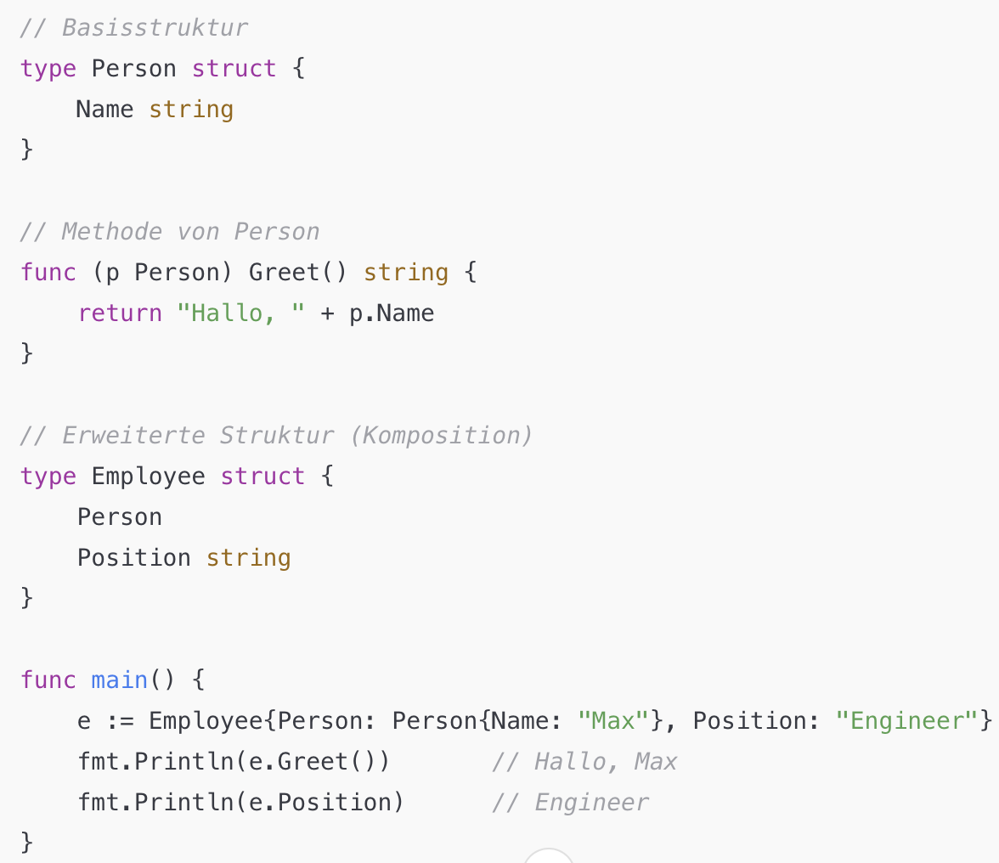 // Basisstruktur
type Person struct {
    Name string
}

// Methode von Person
func (p Person) Greet() string {
    return "Hallo, " + p.Name
}

// Erweiterte Struktur (Komposition)
type Employee struct {
    Person
    Position string
}

func main() {
    e := Employee{Person: Person{Name: "Max"}, Position: "Engineer"}
    fmt.Println(e.Greet())       // Hallo, Max
    fmt.Println(e.Position)      // Engineer
}